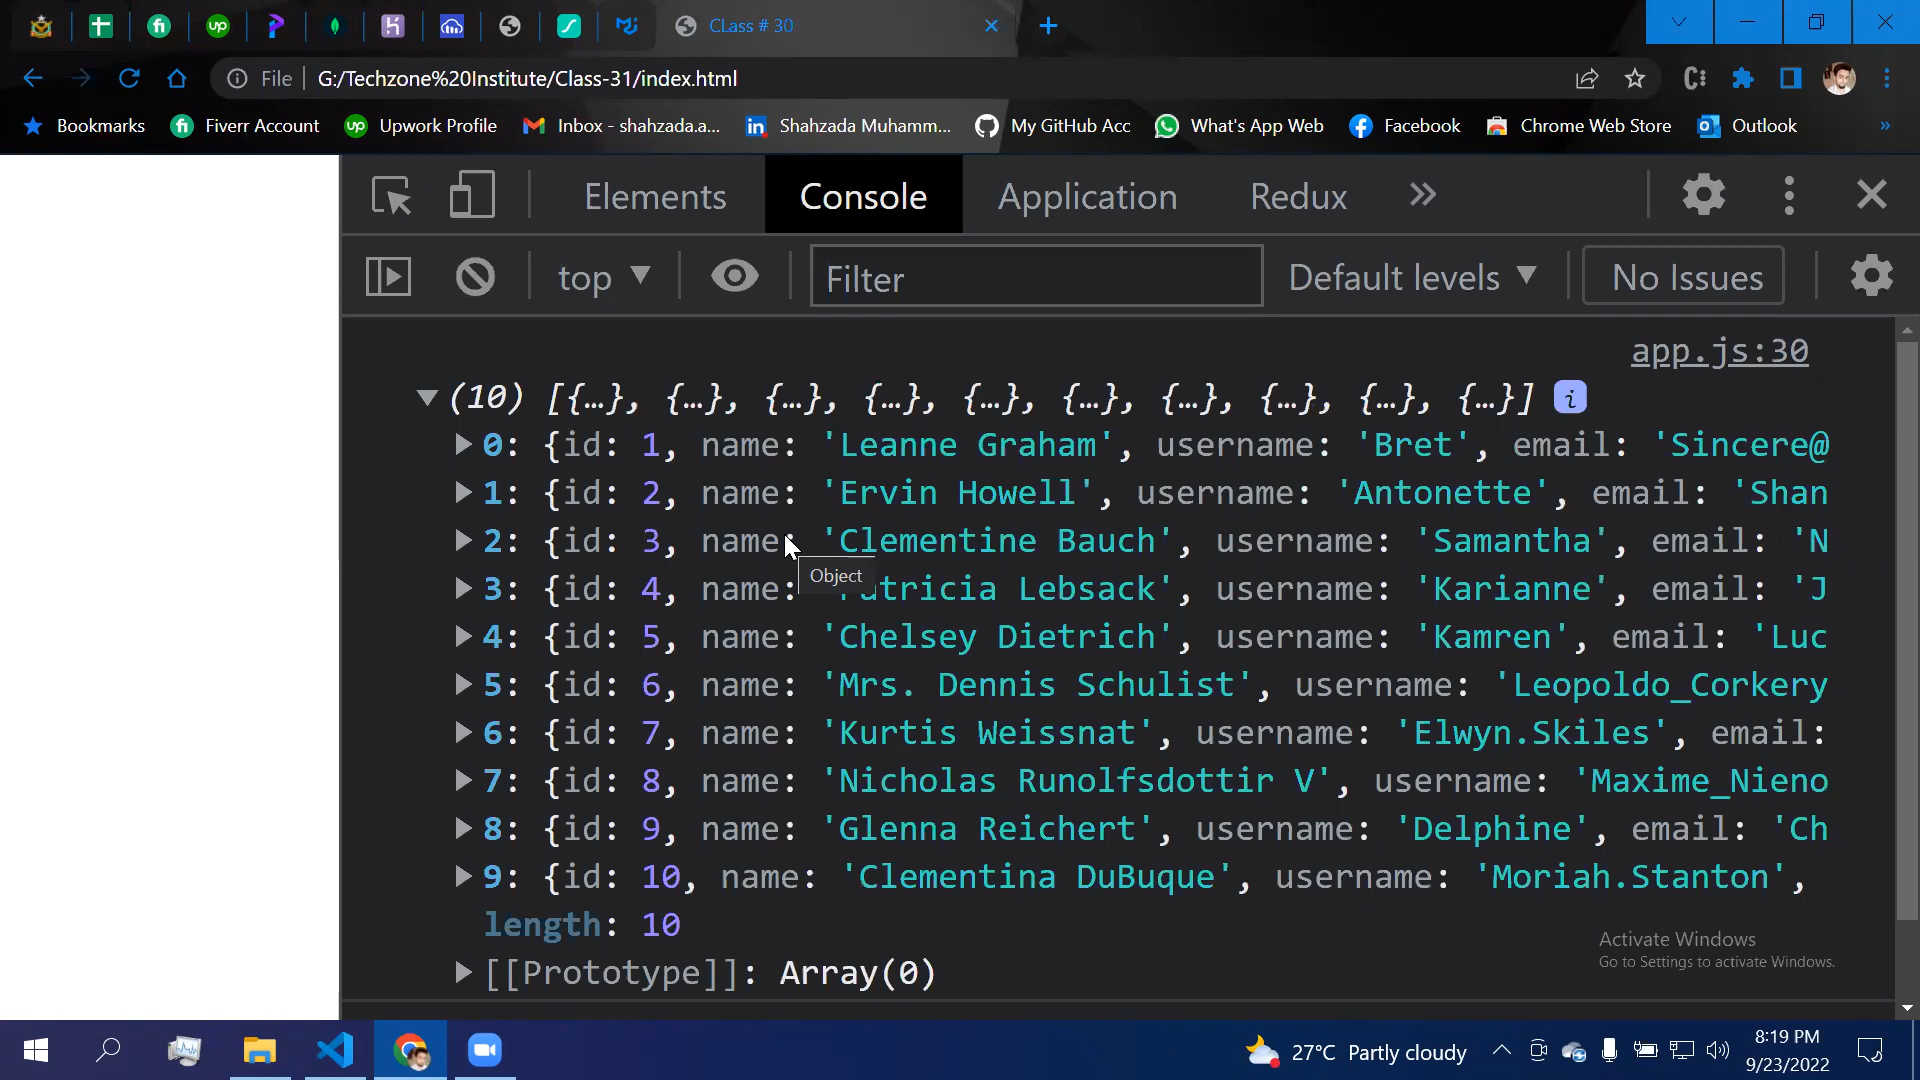 CLass # 30
File G:/Techzone%20Institute/Class-31/index.html
Bookmarks Fiverr Account Upwork Profile Inbox - shahzada.a... Shahzada Muhamm... My GitHub Acc What's App Web Facebook Chrome Web Store Outlook »
Elements Console Application Redux »
top Filter Default levels No Issues
app.js:30
(10) [{…}, {…}, {…}, {…}, {…}, {…}, {…}, {…}, {…}, {…}] i
0: {id: 1, name: 'Leanne Graham', username: 'Bret', email: 'Sincere@
1: {id: 2, name: 'Ervin Howell', username: 'Antonette', email: 'Shan
2: {id: 3, name: 'Clementine Bauch', username: 'Samantha', email: 'N
Object
3: {id: 4, name: 'Patricia Lebsack', username: 'Karianne', email: 'J
4: {id: 5, name: 'Chelsey Dietrich', username: 'Kamren', email: 'Luc
5: {id: 6, name: 'Mrs. Dennis Schulist', username: 'Leopoldo_Corkery
6: {id: 7, name: 'Kurtis Weissnat', username: 'Elwyn.Skiles', email:
7: {id: 8, name: 'Nicholas Runolfsdottir V', username: 'Maxime_Nieno
8: {id: 9, name: 'Glenna Reichert', username: 'Delphine', email: 'Ch
9: {id: 10, name: 'Clementina DuBuque', username: 'Moriah.Stanton',
length: 10
[[Prototype]]: Array(0)
Activate Windows
Go to Settings to activate Windows.
27°C Partly cloudy
8:19 PM
9/23/2022